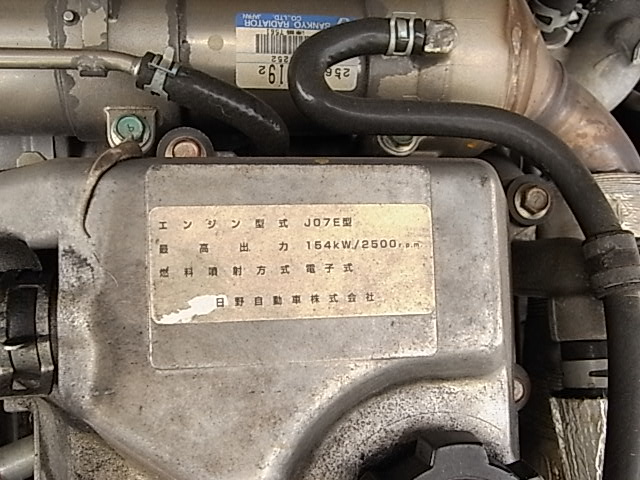 SANKYO RADIATOR
CO.,LTD. JAPAN
エンジン型式 J07E型
最高出力 154kW/2500r.p.m
燃料噴射方式 電子式
日野自動車株式会社